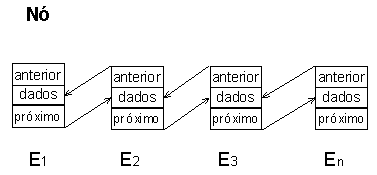 Nó
anterior anterior anterior anterior
dados dados dados dados
próximo próximo próximo próximo
E1 E2 E3 En